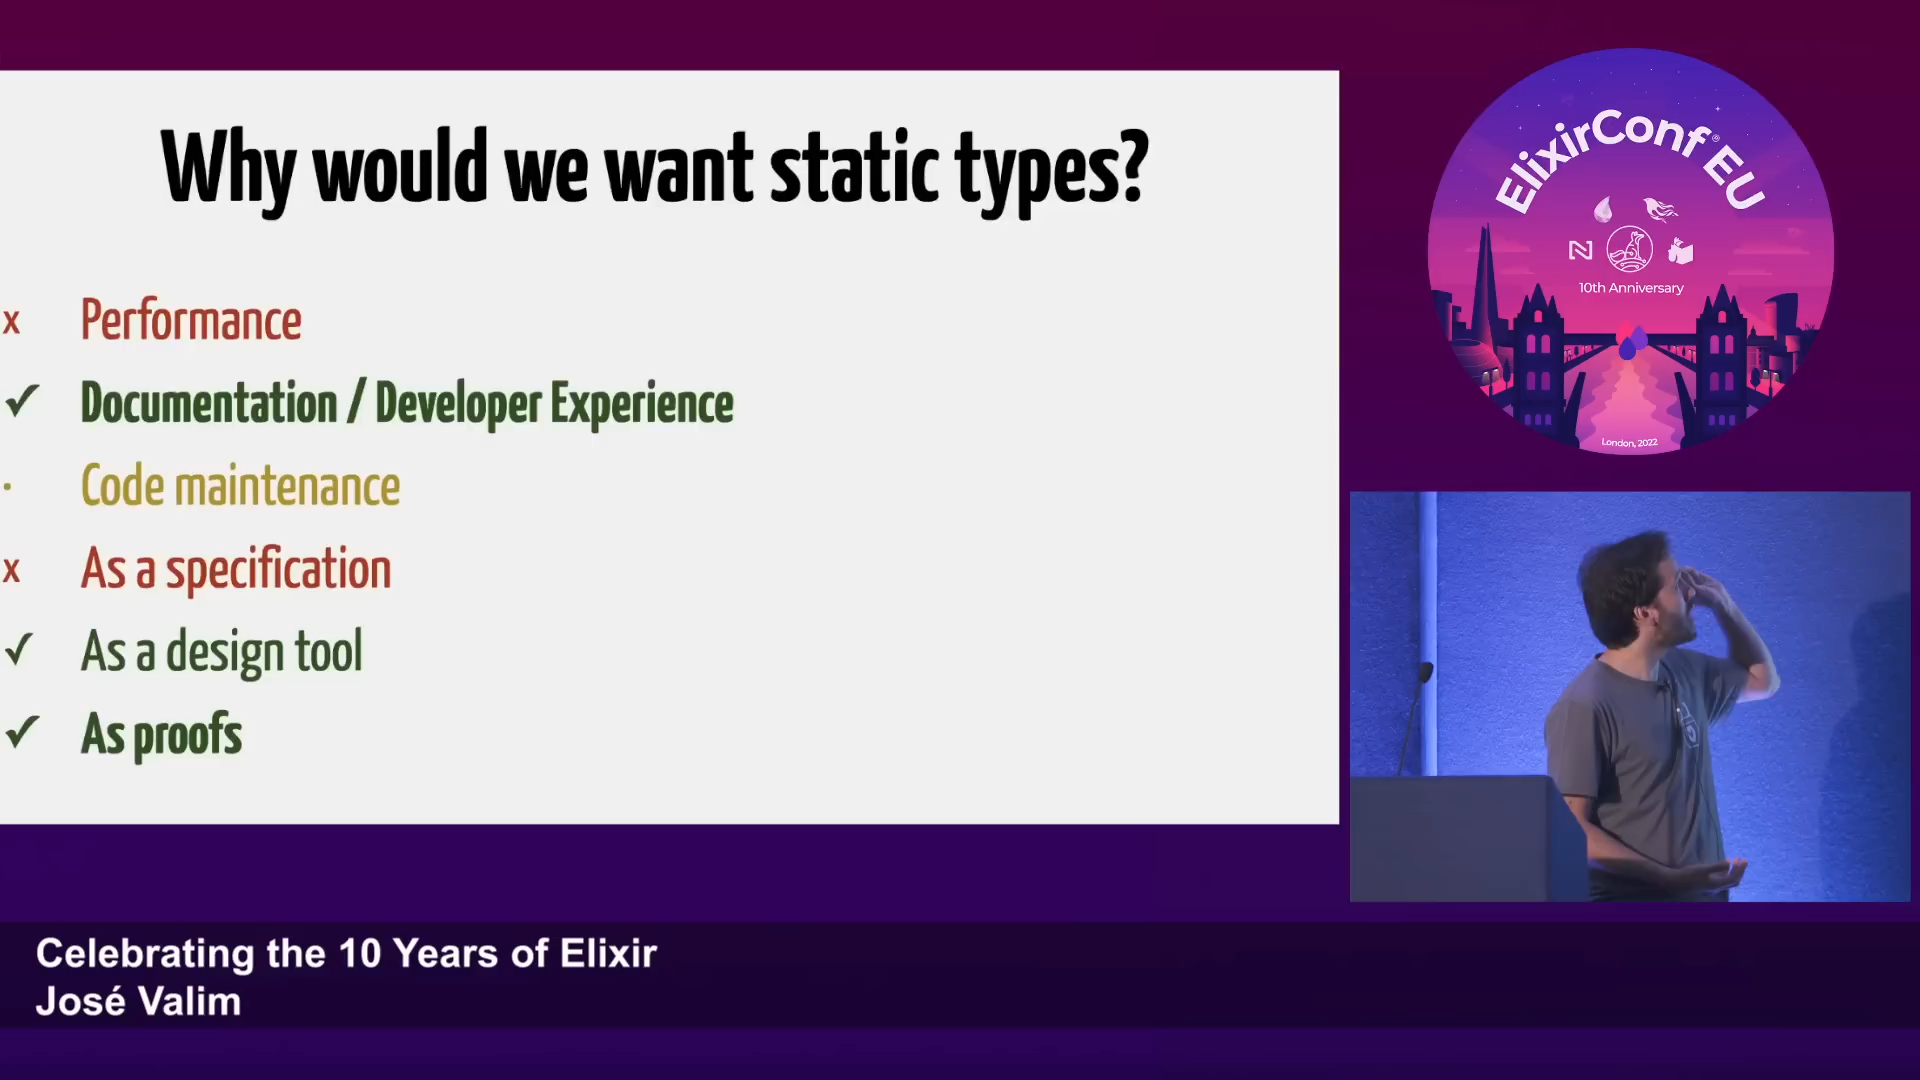 Why would we want static types?
x Performance
✓ Documentation / Developer Experience
· Code maintenance
x As a specification
✓ As a design tool
✓ As proofs
ElixirConf® EU
10th Anniversary
London, 2022
Celebrating the 10 Years of Elixir
José Valim